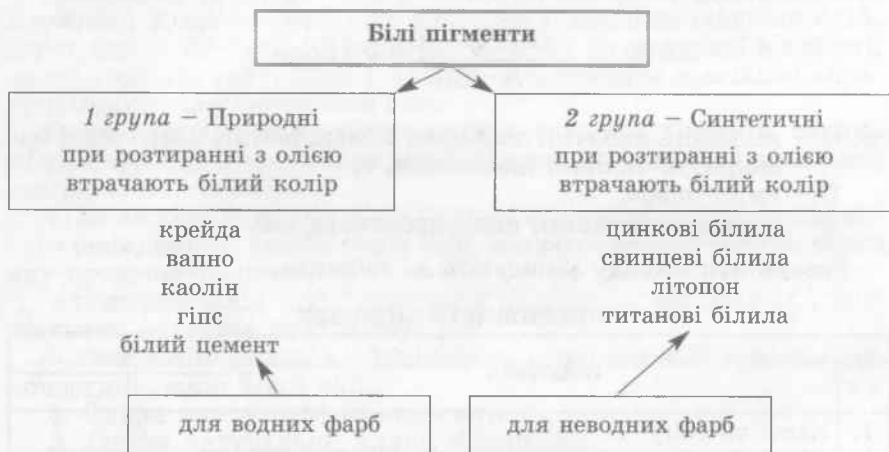 Білі пігменти
1 група – Природні
при розтиранні з олією
втрачають білий колір
2 група – Синтетичні
при розтиранні з олією
втрачають білий колір
крейда
вапно
каолін
гіпс
білий цемент
цинкові білила
свинцеві білила
літопон
титанові білила
для водних фарб
для неводних фарб